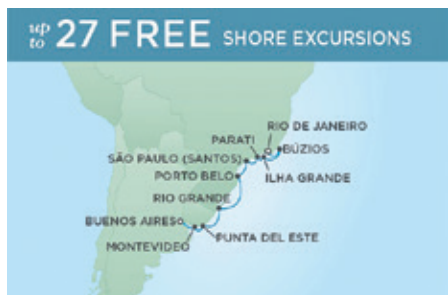 up to 27 FREE SHORE EXCURSIONS
RIO DE JANEIRO
PARATI
BÚZIOS
SÃO PAULO (SANTOS)
ILHA GRANDE
PORTO BELO
RIO GRANDE
BUENOS AIRES
PUNTA DEL ESTE
MONTEVIDEO